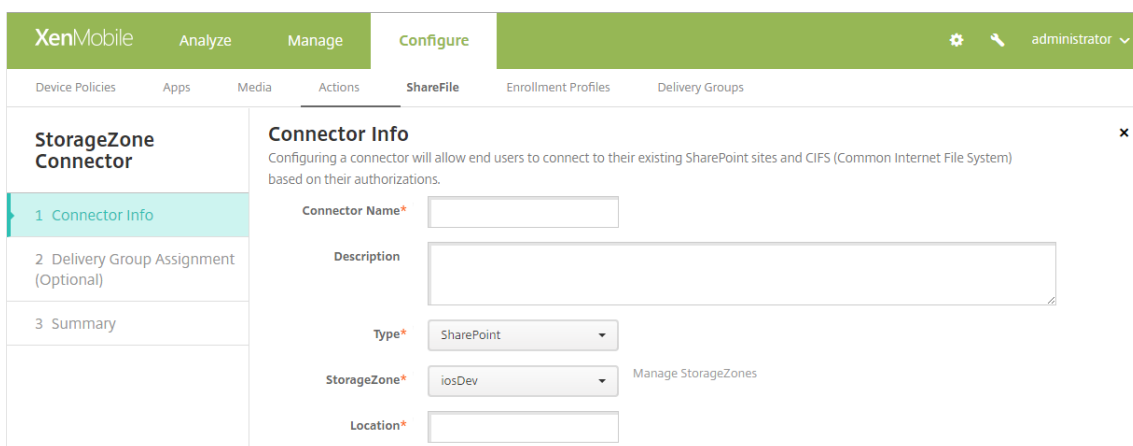 XenMobile Analyze Manage Configure administrator
Device Policies Apps Media Actions ShareFile Enrollment Profiles Delivery Groups
StorageZone
Connector
1 Connector Info
2 Delivery Group Assignment
(Optional)
3 Summary
Connector Info
Configuring a connector will allow end users to connect to their existing SharePoint sites and CIFS (Common Internet File System)
based on their authorizations.
Connector Name*
Description
Type* SharePoint
StorageZone* iosDev Manage StorageZones
Location*